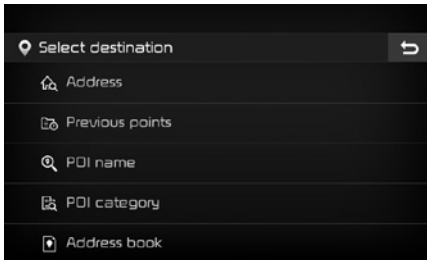 Select destination
Address
Previous points
POI name
POI category
Address book